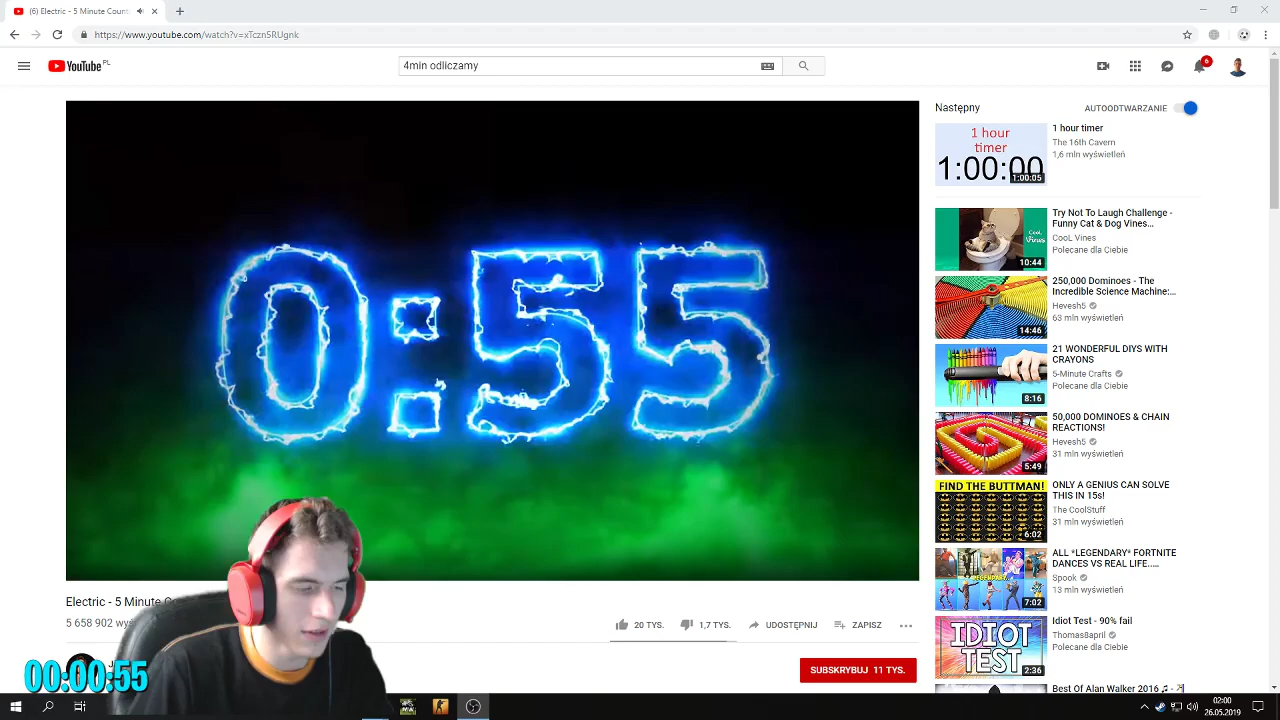 (6) Electric - 5 Minute Coun
https://www.youtube.com/watch?v=xTcznSRUgnk
YouTube PL
4min odliczamy
6
0:55
Następny
AUTOODTWARZANIE
1 hour
timer
1:00:00
1:00:05
1 hour timer
The 16th Cavern
1,6 mln wyświetleń
CooL
Vines
10:44
Try Not To Laugh Challenge -
Funny Cat & Dog Vines...
CooL Vines
Polecane dla Ciebie
14:46
250,000 Dominoes - The
Incredible Science Machine:...
Hevesh5
63 mln wyświetleń
8:16
21 WONDERFUL DIYS WITH
CRAYONS
5-Minute Crafts
Polecane dla Ciebie
5:49
50,000 DOMINOES & CHAIN
REACTIONS!
Hevesh5
31 mln wyświetleń
FIND THE BUTTMAN!
6:02
ONLY A GENIUS CAN SOLVE
THIS IN 15s!
The CoolStuff
31 mln wyświetleń
LEGENDARY
7:02
ALL *LEGENDARY* FORTNITE
DANCES VS REAL LIFE.…
Spook
13 mln wyświetleń
IDIOT
TEST
2:36
Idiot Test - 90% fail
Thomas8april
Polecane dla Ciebie
Best Of Alan Walker 2016
Electric - 5 Minute
5 658 902
20 TYS.
1,7 TYS.
UDOSTĘPNIJ
ZAPISZ
SUBSKRYBUJ 11 TYS.
00:00:55
02:00
26.05.2019